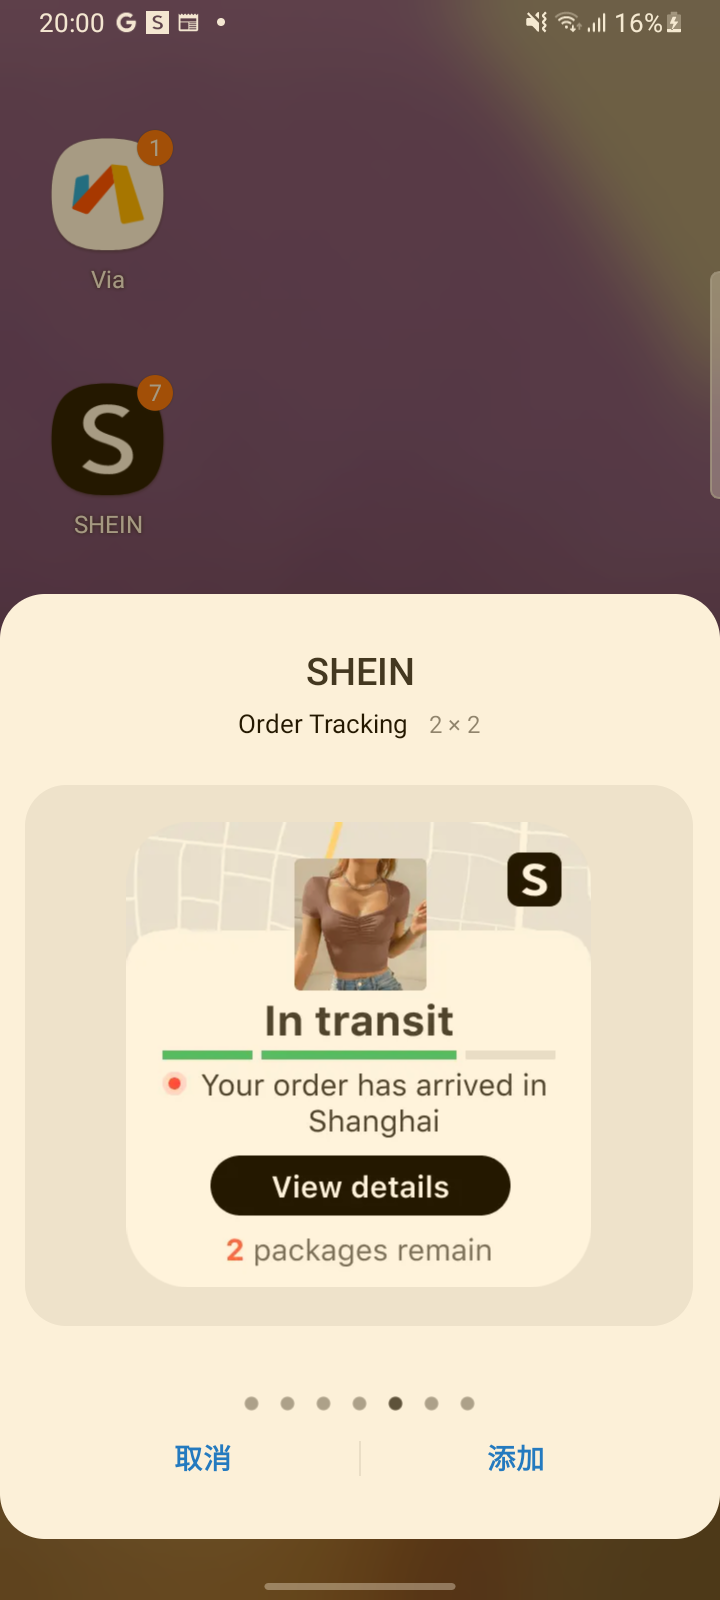 20:00 G S 16%
1
Via
7
S
SHEIN
SHEIN
Order Tracking 2 × 2
S
In transit
Your order has arrived in
Shanghai
View details
2 packages remain
取消 添加